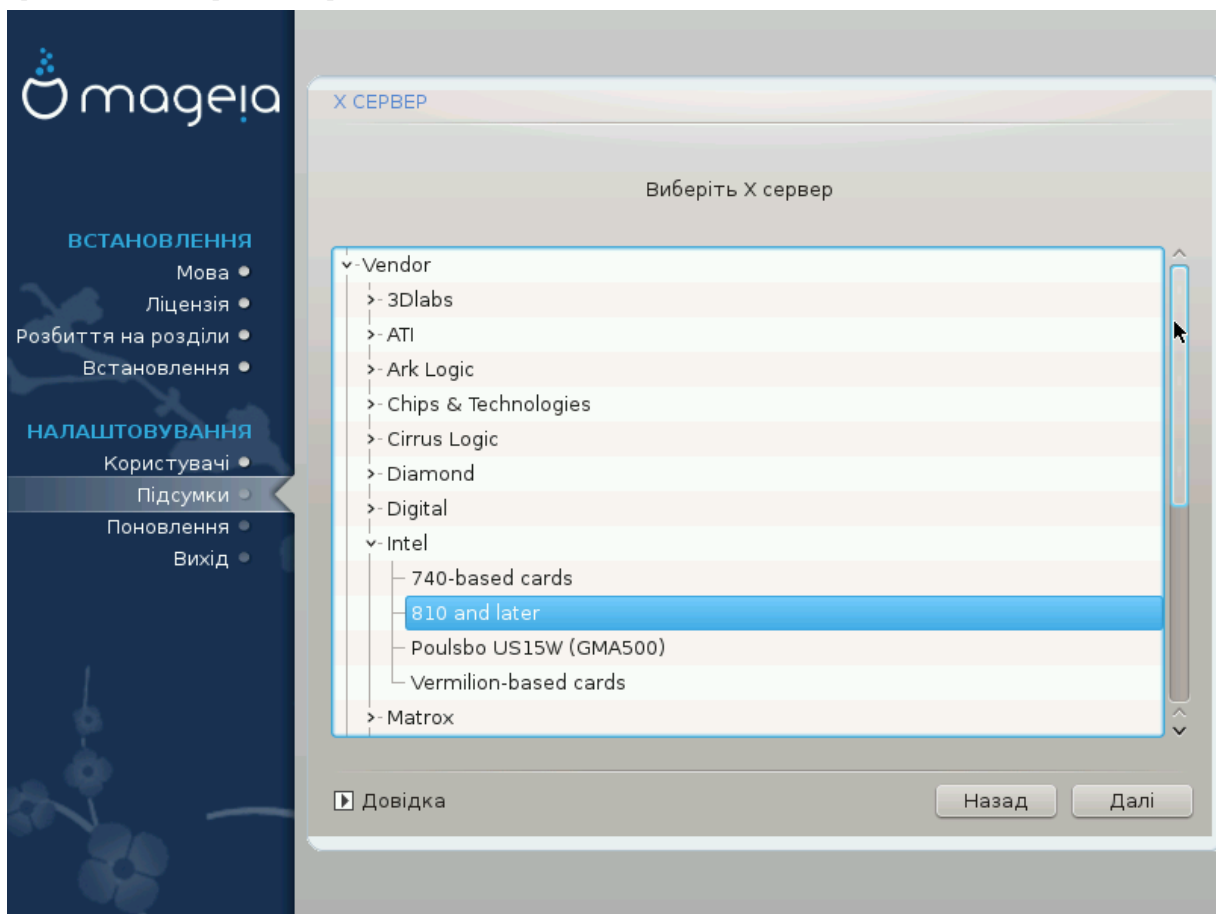 mageia
ВСТАНОВЛЕННЯ
Мова
Ліцензія
Розбиття на розділи
Встановлення
НАЛАШТОВУВАННЯ
Користувачі
Підсумки
Поновлення
Вихід
X СЕРВЕР
Виберіть X сервер
Vendor
3Dlabs
ATI
Ark Logic
Chips & Technologies
Cirrus Logic
Diamond
Digital
Intel
740-based cards
810 and later
Poulsbo US15W (GMA500)
Vermilion-based cards
Matrox
Довідка
Назад
Далі